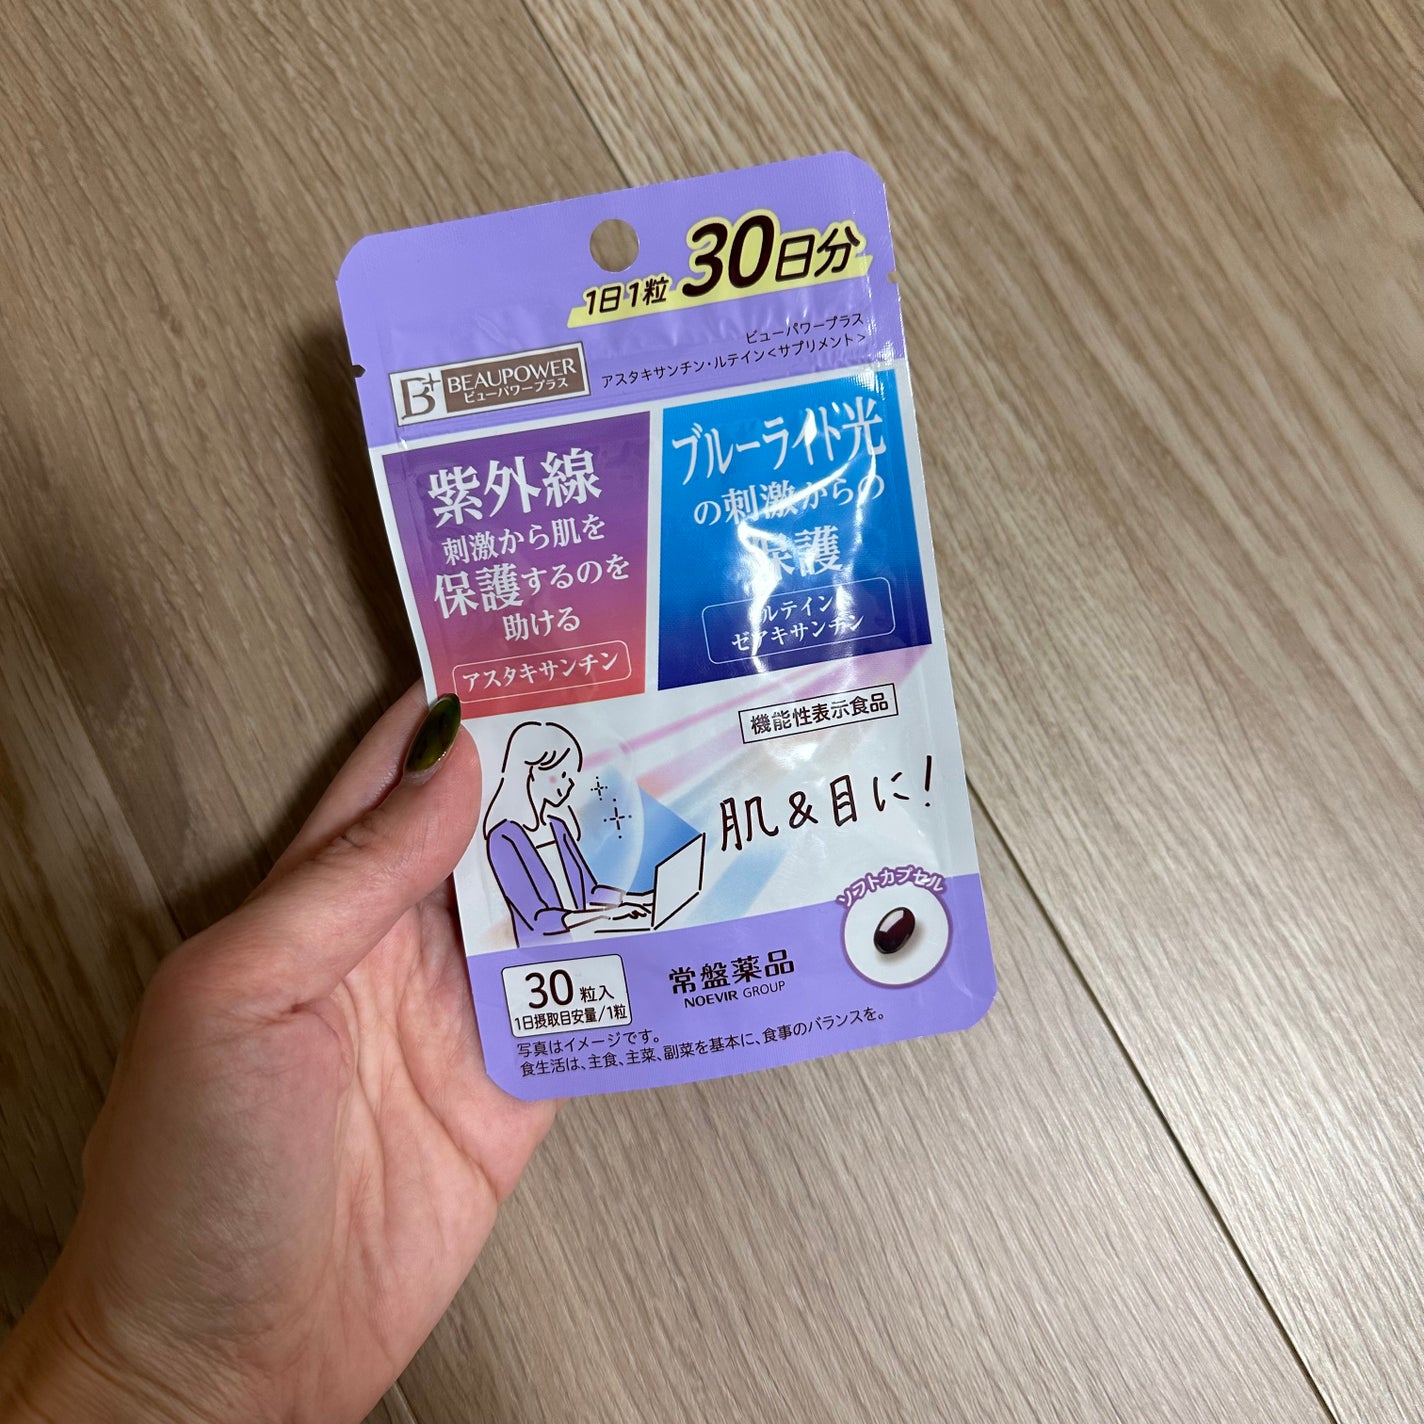 1日1粒 30日分
ビューパワープラス
アスタキサンチン・ルテイン<サプリメント>
B+ BEAUPOWER
ビューパワープラス
紫外線
刺激から肌を
保護するのを
助ける
アスタキサンチン
ブルーライト光
の刺激からの
保護
ルテイン
ゼアキサンチン
機能性表示食品
肌&目に!
ソフトカプセル
30粒入
1日摂取目安量/1粒
常盤薬品
NOEVIR GROUP
写真はイメージです。
食生活は、主食、主菜、副菜を基本に、食事のバランスを。